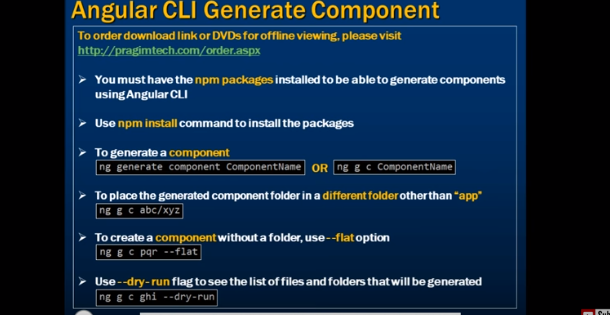 Angular CLI Generate Component
To order download link or DVDs for offline viewing, please visit
http://pragimtech.com/order.aspx
You must have the npm packages installed to be able to generate components
using Angular CLI
Use npm install command to install the packages
To generate a component
ng generate component ComponentName OR ng g c ComponentName
To place the generated component folder in a different folder other than “app”
ng g c abc/xyz
To create a component without a folder, use --flat option
ng g c pqr --flat
Use --dry-run flag to see the list of files and folders that will be generated
ng g c ghi --dry-run